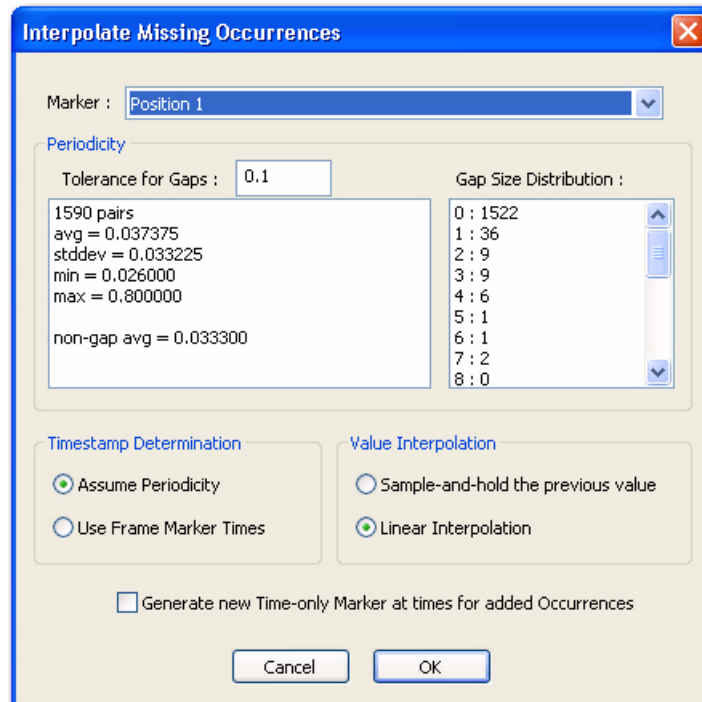 Interpolate Missing Occurrences
Marker : Position 1
Periodicity
Tolerance for Gaps : 0.1
1590 pairs
avg = 0.037375
stddev = 0.033225
min = 0.026000
max = 0.800000
non-gap avg = 0.033300
Gap Size Distribution :
0 : 1522
1 : 36
2 : 9
3 : 9
4 : 6
5 : 1
6 : 1
7 : 2
8 : 0
Timestamp Determination
Assume Periodicity
Use Frame Marker Times
Value Interpolation
Sample-and-hold the previous value
Linear Interpolation
Generate new Time-only Marker at times for added Occurrences
Cancel
OK